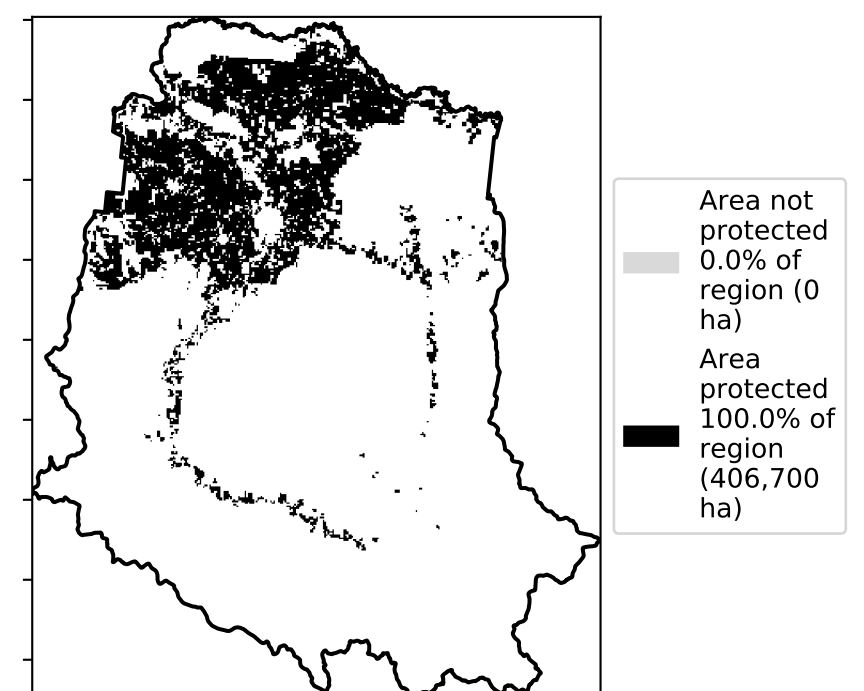 Area not
protected
0.0% of
region (0
ha)
Area
protected
100.0% of
region
(406,700
ha)